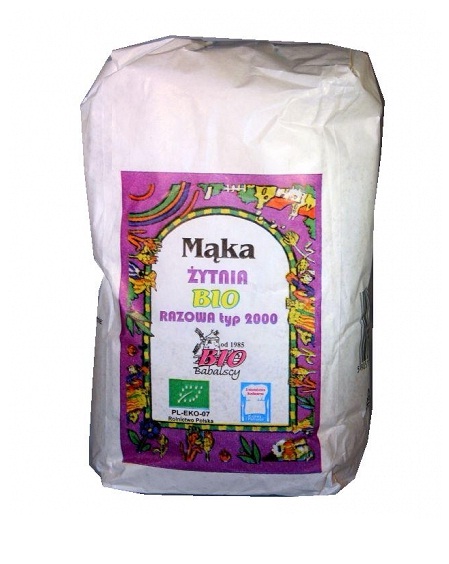 Mąka
ŻYTNIA
BIO
RAZOWA typ 2000
od 1985
BIO
Babalscy
PL-EKO-07
Rolnictwo Polska